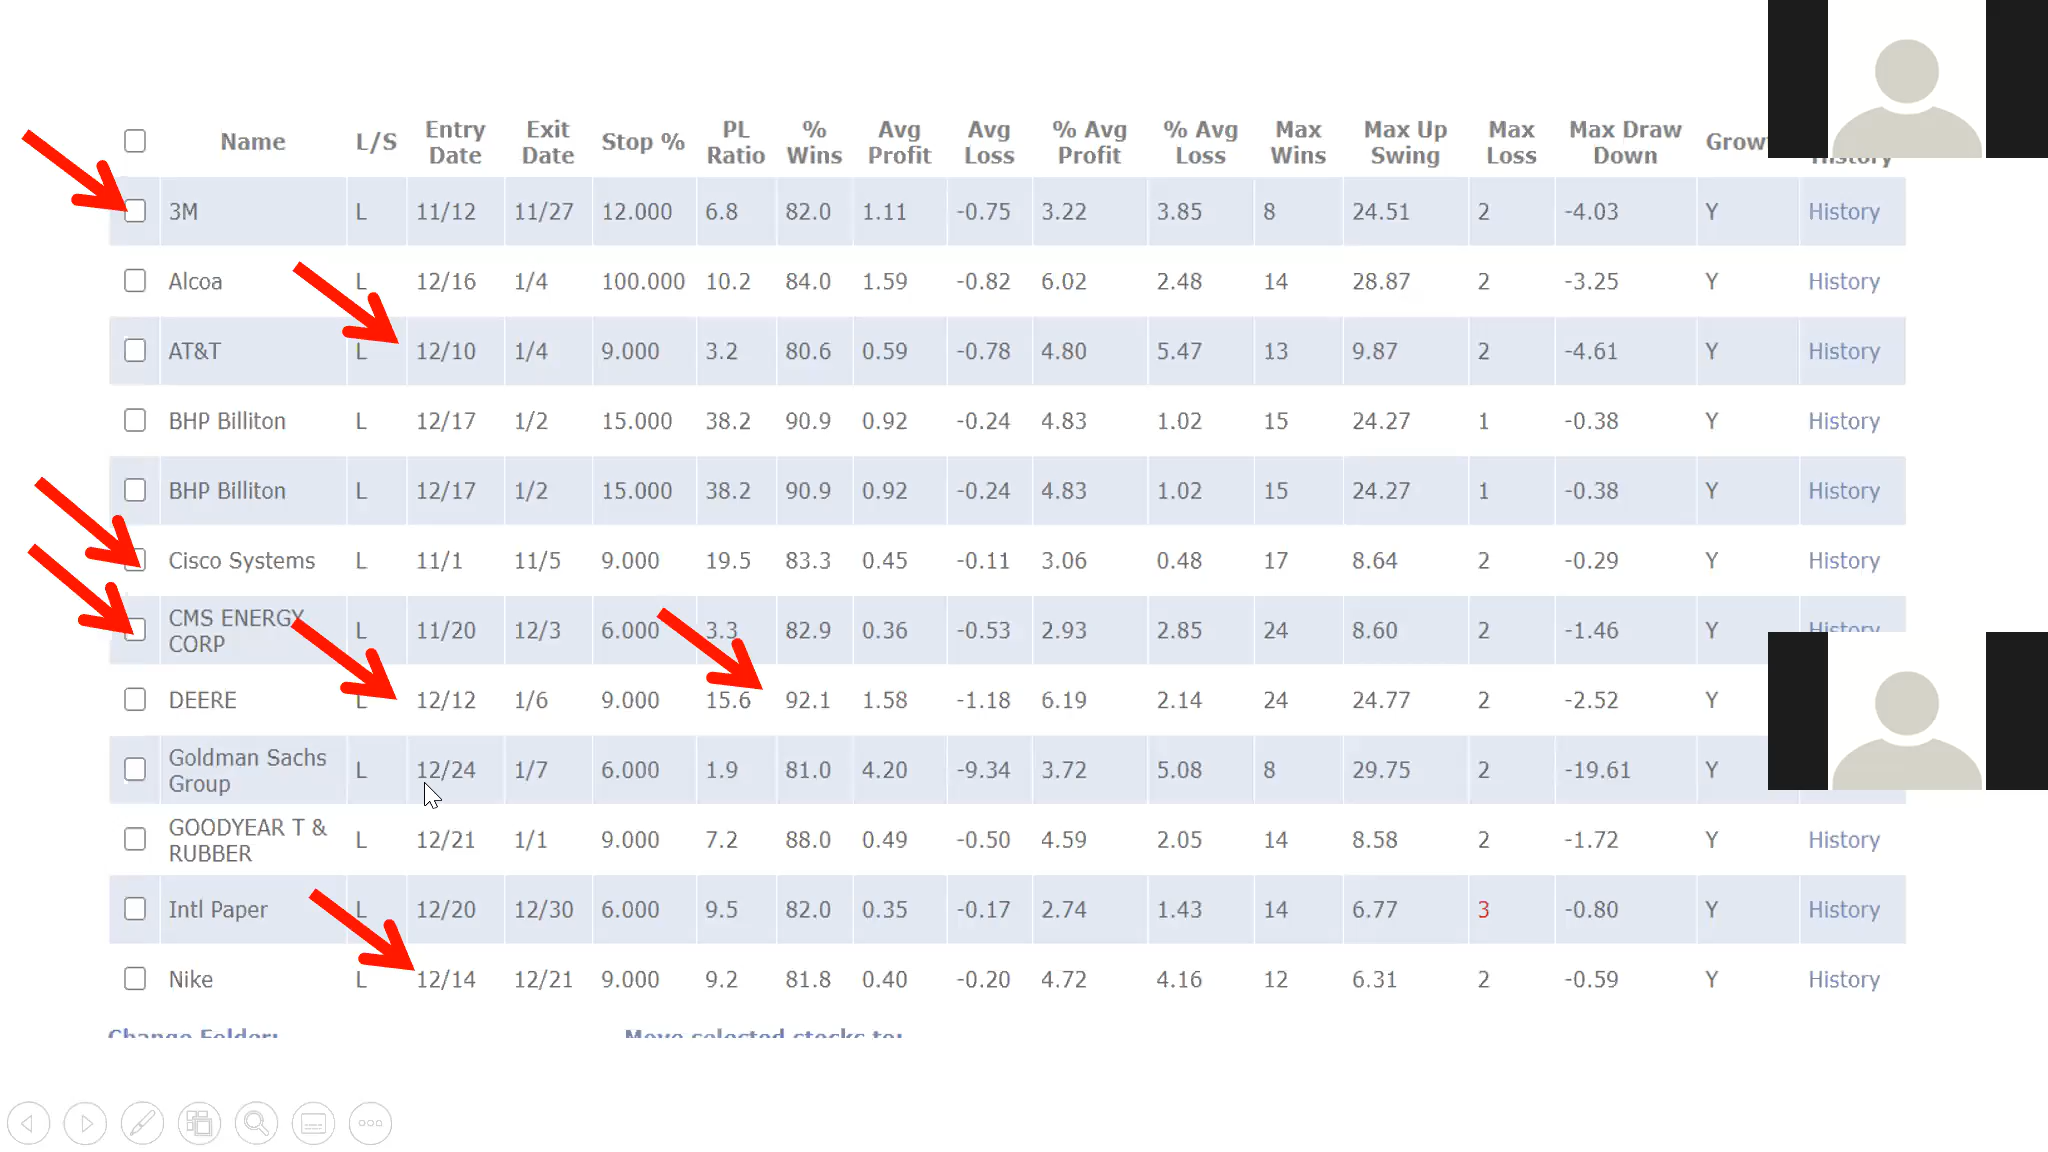 Name L/S Entry Date Exit Date Stop % PL Ratio % Wins Avg Profit Avg Loss % Avg Profit % Avg Loss Max Wins Max Up Swing Max Loss Max Draw Down History
3M L 11/12 11/27 12.000 6.8 82.0 1.11 -0.75 3.22 3.85 8 24.51 2 -4.03 Y History
Alcoa L 12/16 1/4 100.000 10.2 84.0 1.59 -0.82 6.02 2.48 14 28.87 2 -3.25 Y History
AT&T L 12/10 1/4 9.000 3.2 80.6 0.59 -0.78 4.80 5.47 13 9.87 2 -4.61 Y History
BHP Billiton L 12/17 1/2 15.000 38.2 90.9 0.92 -0.24 4.83 1.02 15 24.27 1 -0.38 Y History
BHP Billiton L 12/17 1/2 15.000 38.2 90.9 0.92 -0.24 4.83 1.02 15 24.27 1 -0.38 Y History
Cisco Systems L 11/1 11/5 9.000 19.5 83.3 0.45 -0.11 3.06 0.48 17 8.64 2 -0.29 Y History
CMS ENERGY CORP L 11/20 12/3 6.000 3.3 82.9 0.36 -0.53 2.93 2.85 24 8.60 2 -1.46 Y History
DEERE L 12/12 1/6 9.000 15.6 92.1 1.58 -1.18 6.19 2.14 24 24.77 2 -2.52 Y
Goldman Sachs Group L 12/24 1/7 6.000 1.9 81.0 4.20 -9.34 3.72 5.08 8 29.75 2 -19.61 Y
GOODYEAR T & RUBBER L 12/21 1/1 9.000 7.2 88.0 0.49 -0.50 4.59 2.05 14 8.58 2 -1.72 Y History
Intl Paper L 12/20 12/30 6.000 9.5 82.0 0.35 -0.17 2.74 1.43 14 6.77 3 -0.80 Y History
Nike L 12/14 12/21 9.000 9.2 81.8 0.40 -0.20 4.72 4.16 12 6.31 2 -0.59 Y History
Change Folder: Move selected stocks to: